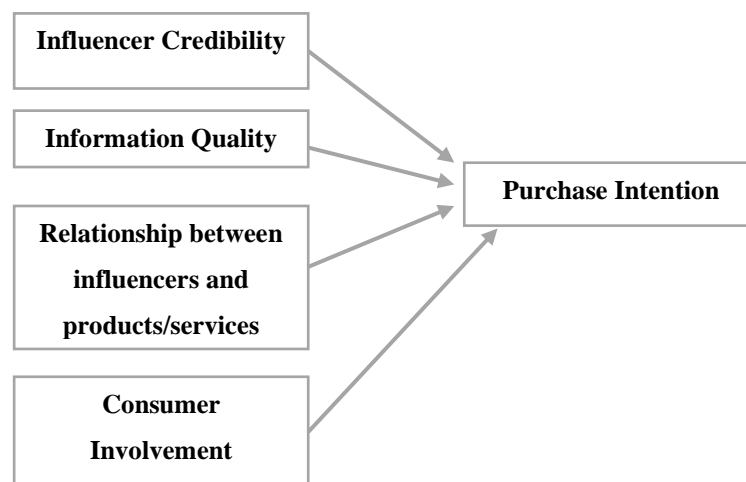 Influencer Credibility
Information Quality
Relationship between
influencers and
products/services
Consumer
Involvement
Purchase Intention